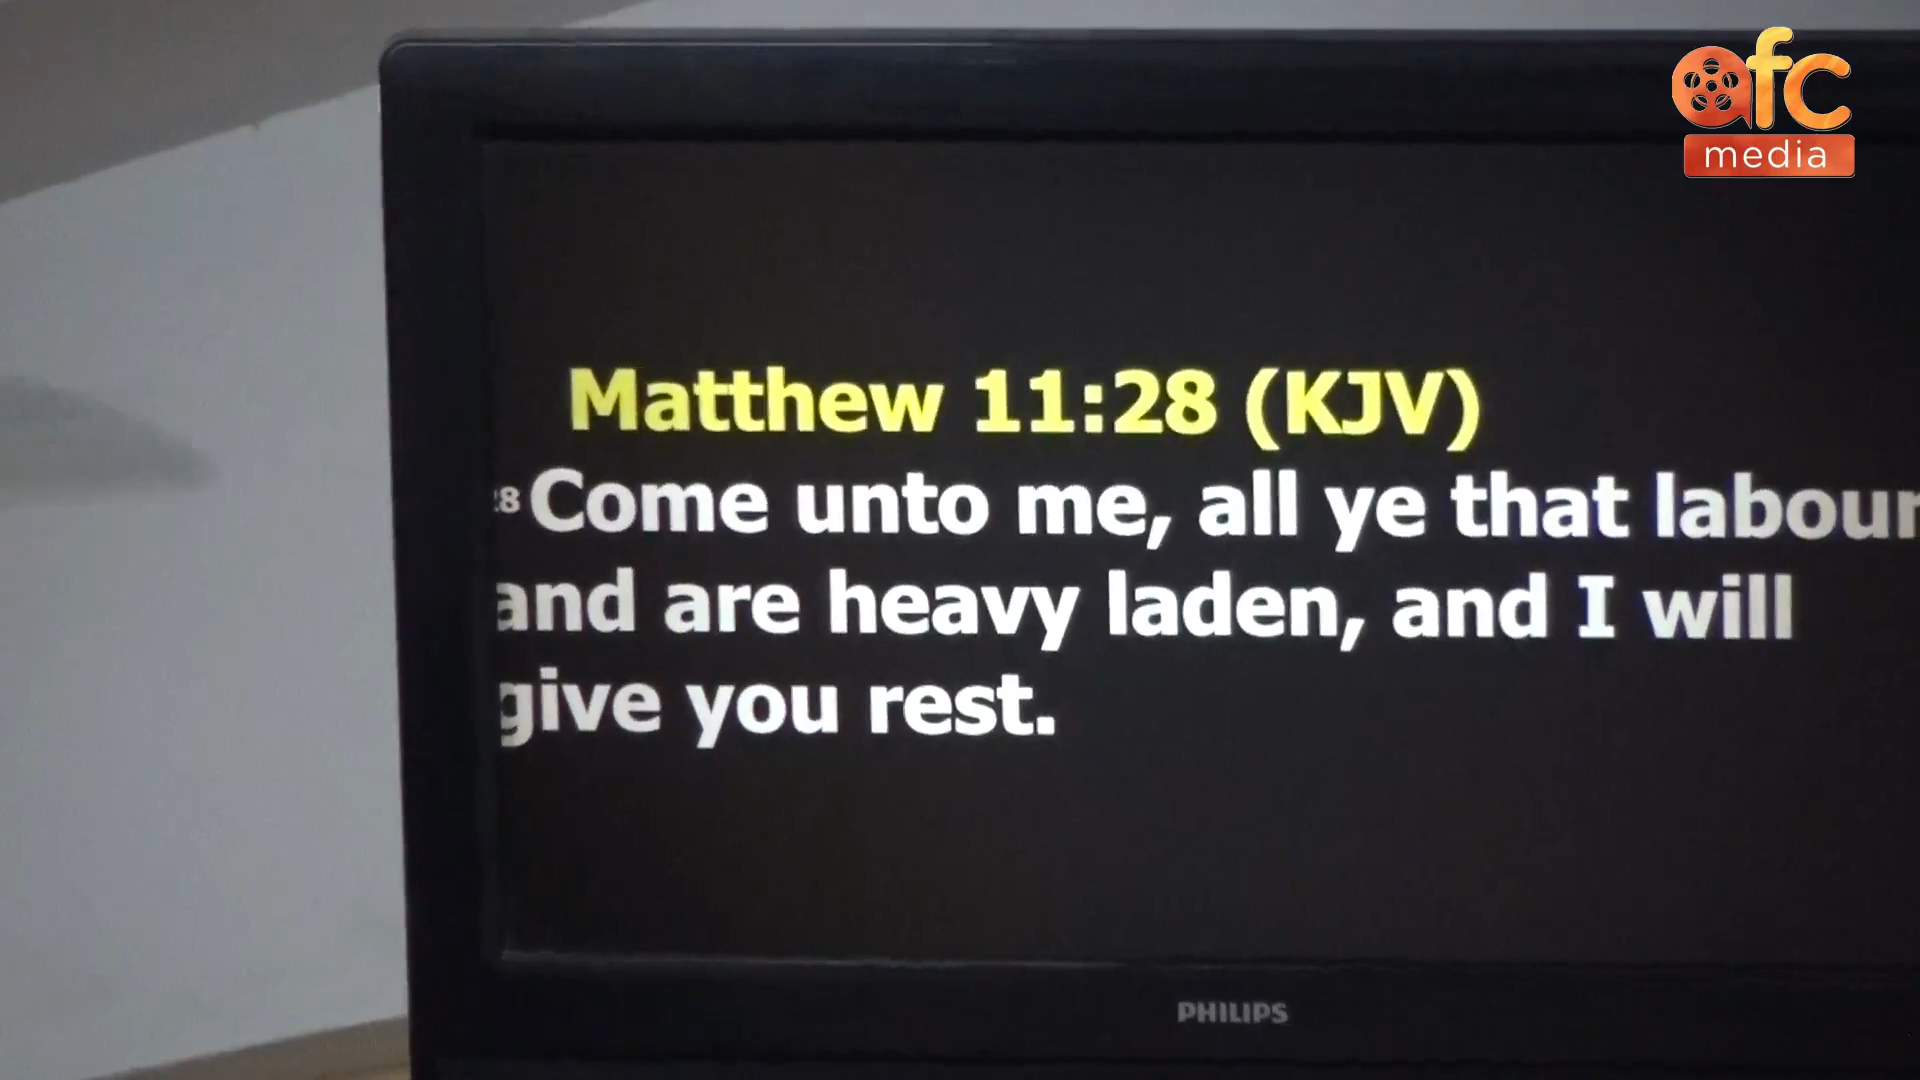 afc
media
Matthew 11:28 (KJV)
28 Come unto me, all ye that labour
and are heavy laden, and I will
give you rest.
PHILIPS